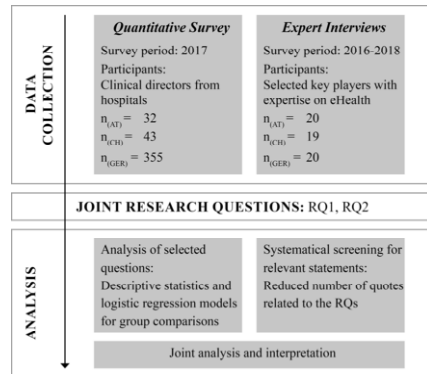 DATA
COLLECTION
Quantitative Survey
Survey period: 2017
Participants:
Clinical directors from
hospitals
n(AT) = 32
n(CH) = 43
n(GER) = 355
Expert Interviews
Survey period: 2016-2018
Participants:
Selected key players with
expertise on eHealth
n(AT) = 20
n(CH) = 19
n(GER) = 20
JOINT RESEARCH QUESTIONS: RQ1, RQ2
ANALYSIS
Analysis of selected
questions:
Descriptive statistics and
logistic regression models
for group comparisons
Systematical screening for
relevant statements:
Reduced number of quotes
related to the RQs
Joint analysis and interpretation